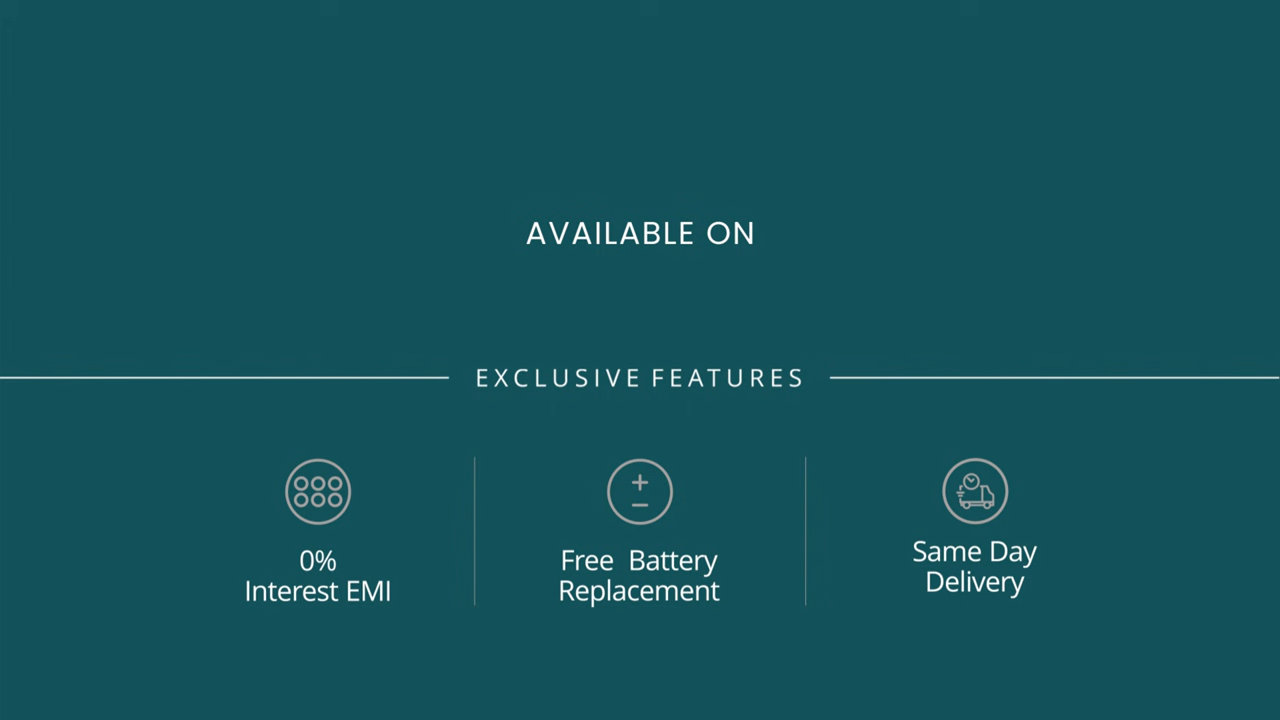 AVAILABLE ON
EXCLUSIVE FEATURES
0%
Interest EMI
Free Battery
Replacement
Same Day
Delivery